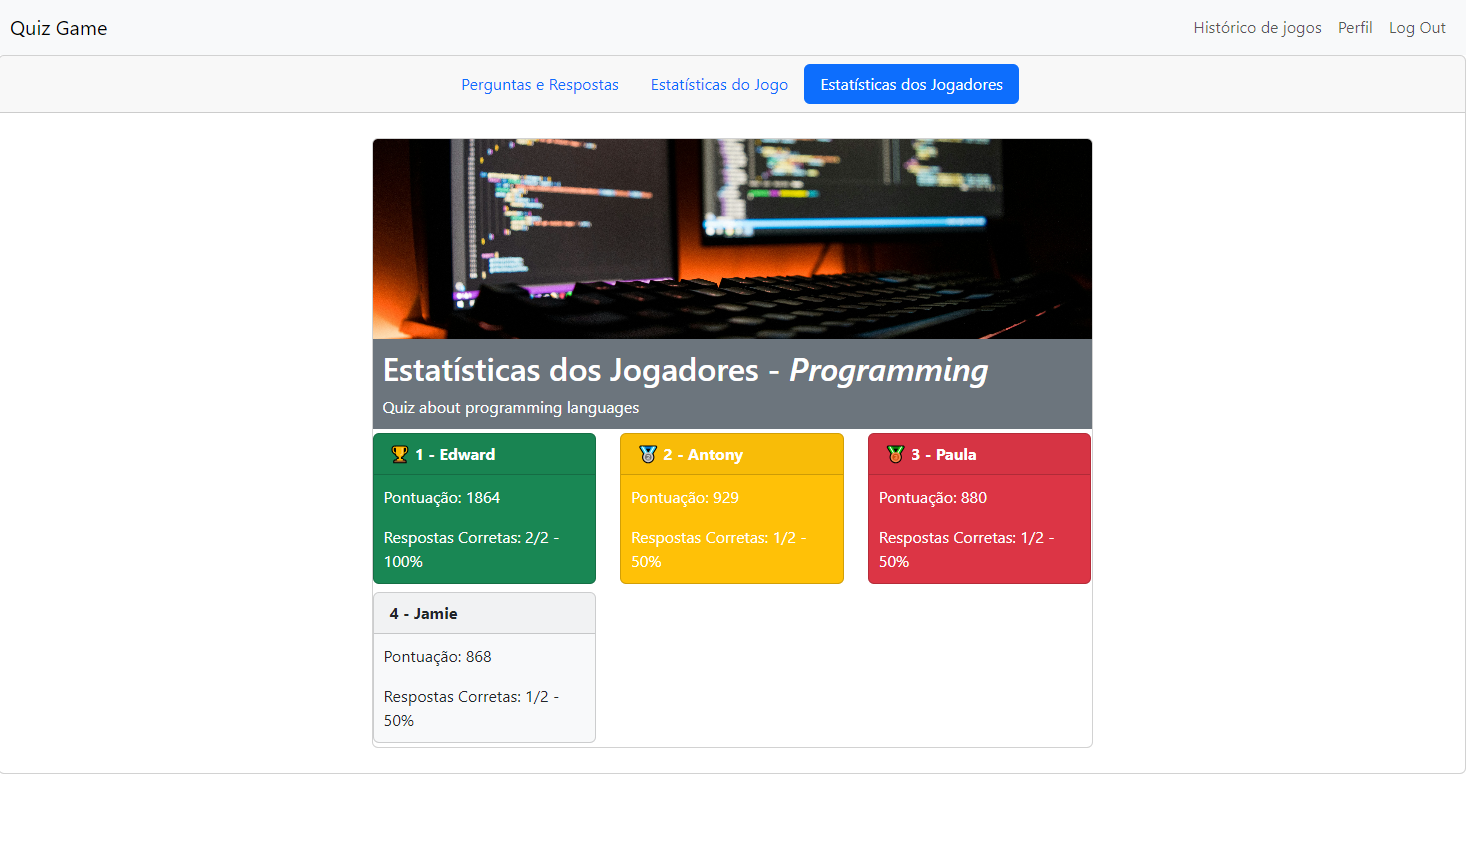 Quiz Game
Histórico de jogos
Perfil
Log Out
Perguntas e Respostas
Estatísticas do Jogo
Estatísticas dos Jogadores
Estatísticas dos Jogadores - Programming
Quiz about programming languages
1 - Edward
Pontuação: 1864
Respostas Corretas: 2/2 -
100%
2 - Antony
Pontuação: 929
Respostas Corretas: 1/2 -
50%
3 - Paula
Pontuação: 880
Respostas Corretas: 1/2 -
50%
4 - Jamie
Pontuação: 868
Respostas Corretas: 1/2 -
50%